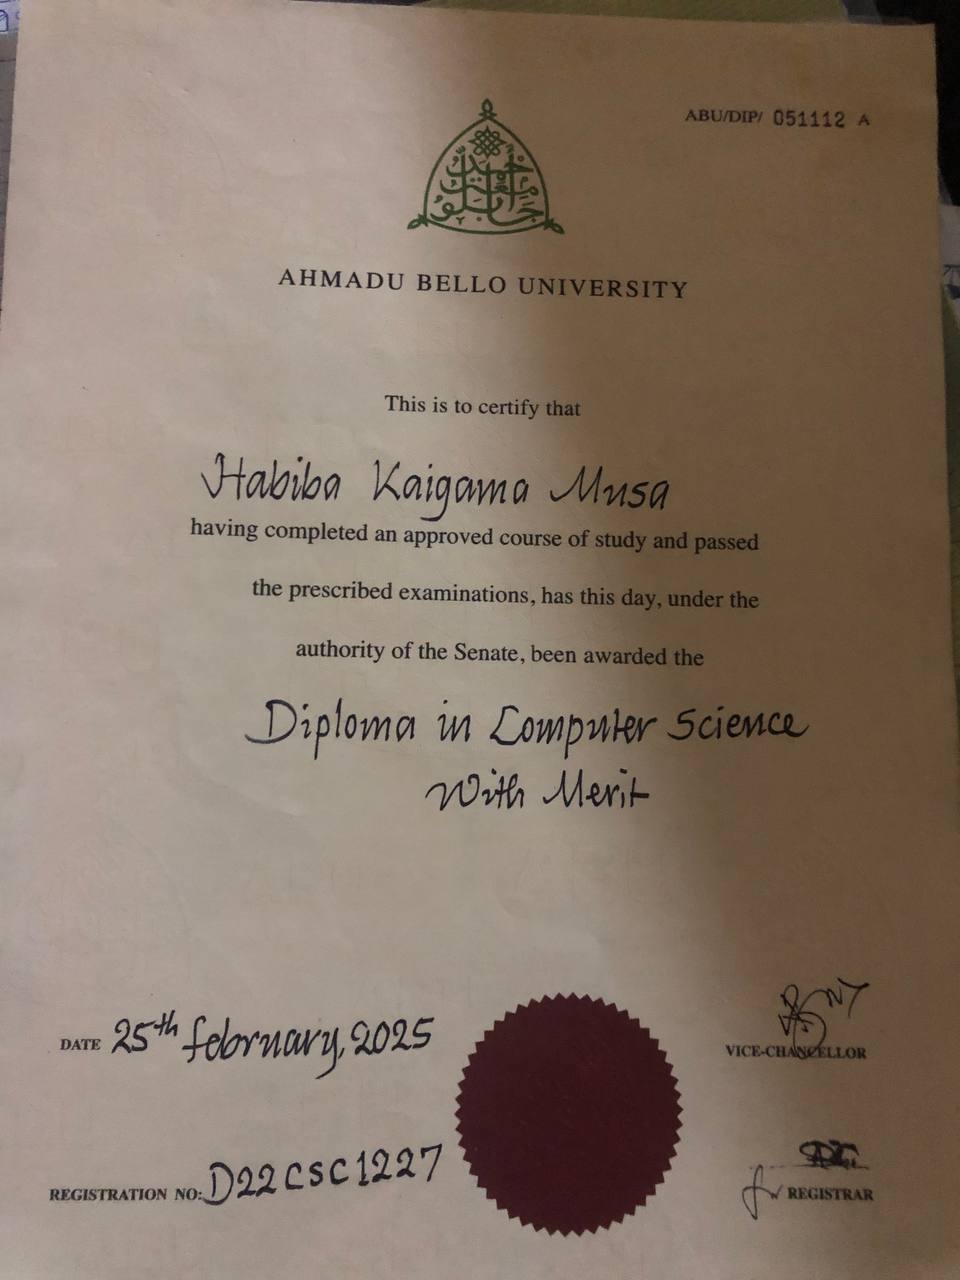 ABU/DIP/ 051112 A
AHMADU BELLO UNIVERSITY
This is to certify that
Habiba Kaigama Musa
having completed an approved course of study and passed
the prescribed examinations, has this day, under the
authority of the Senate, been awarded the
Diploma in Computer Science
With Merit
DATE 25th february, 2025
VICE-CHANCELLOR
REGISTRATION NO: D22CSC1227
for REGISTRAR